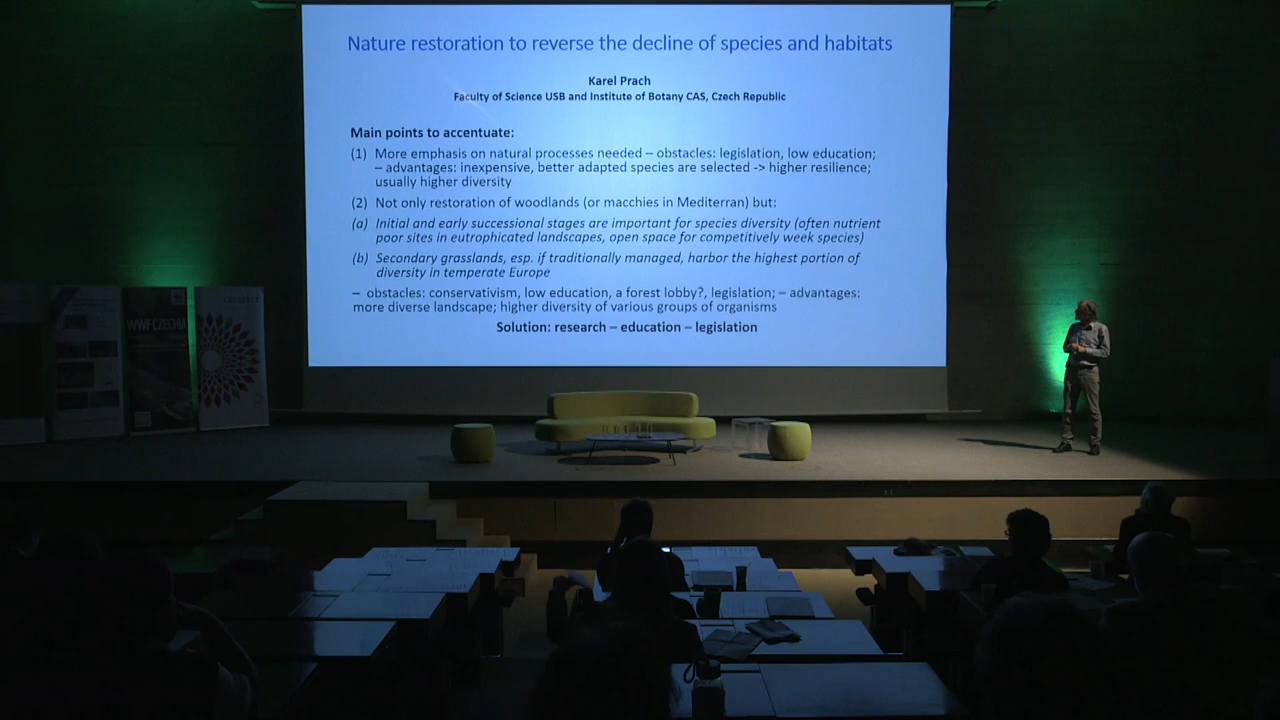 Nature restoration to reverse the decline of species and habitats
Karel Prach
Faculty of Science USB and Institute of Botany CAS, Czech Republic
Main points to accentuate:
(1) More emphasis on natural processes needed – obstacles: legislation, low education;
– advantages: inexpensive, better adapted species are selected -> higher resilience;
usually higher diversity
(2) Not only restoration of woodlands (or macchies in Mediterran) but:
(a) Initial and early successional stages are important for species diversity (often nutrient
poor sites in eutrophicated landscapes, open space for competitively week species)
(b) Secondary grasslands, esp. if traditionally managed, harbor the highest portion of
diversity in temperate Europe
– obstacles: conservativism, low education, a forest lobby?, legislation; – advantages:
more diverse landscape; higher diversity of various groups of organisms
Solution: research – education – legislation
WWF CZECHIA